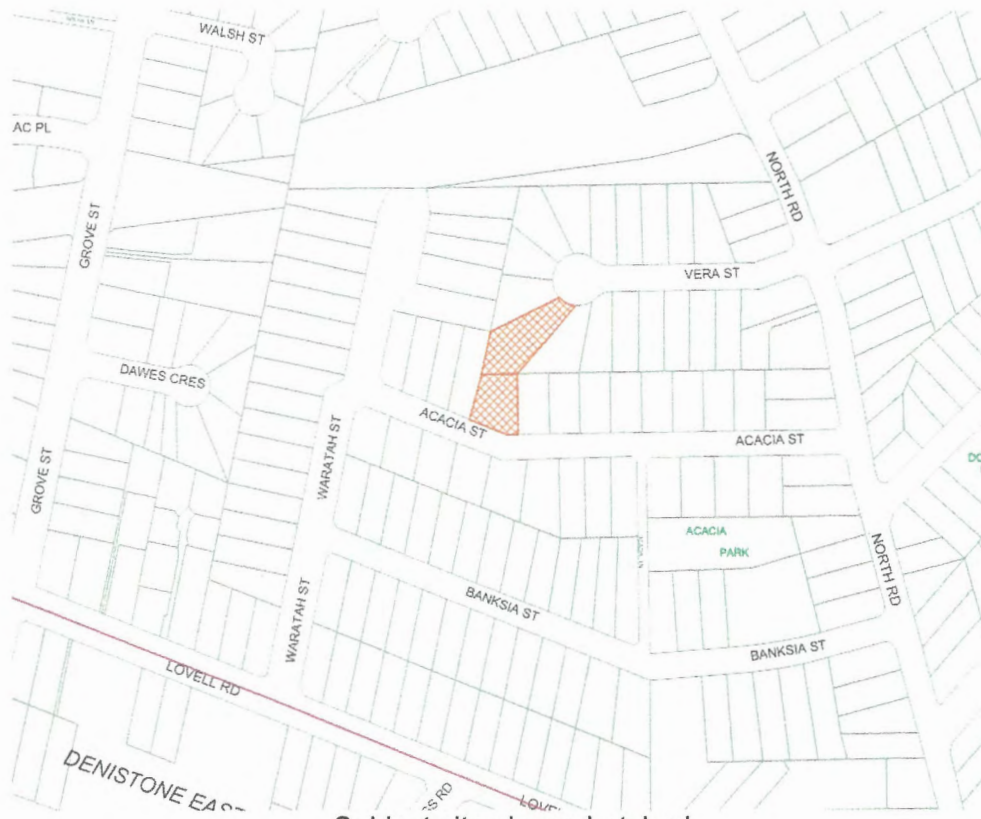 WALSH ST
AC PL
NORTH RD
GROVE ST
VERA ST
DAWES CRES
ACACIA ST
ACACIA ST
WARATAH ST
GROVE ST
ACACIA
PARK
NORTH RD
BANKSIA ST
WARATAH ST
BANKSIA ST
LOVELL RD
DENISTONE EAST